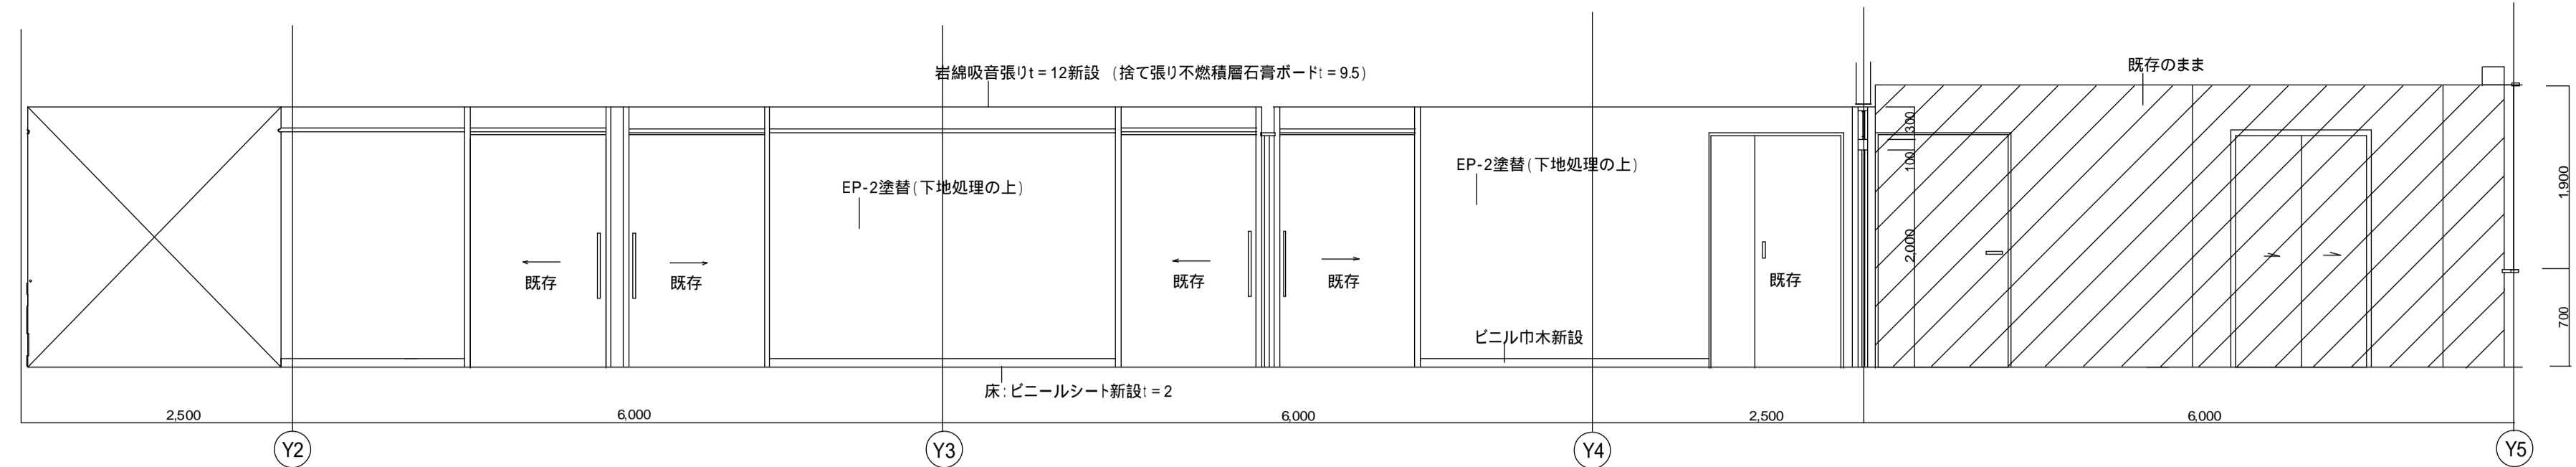 既存のまま
岩綿吸音張りt=12新設 (捨て張り不燃積層石膏ボードt=9.5)
300
100
2,000
1,900
700
EP-2塗替(下地処理の上)
EP-2塗替(下地処理の上)
既存
既存
既存
既存
既存
ビニル巾木新設
床:ビニールシート新設t=2
2,500
6,000
6,000
2,500
6,000
Y2
Y3
Y4
Y5